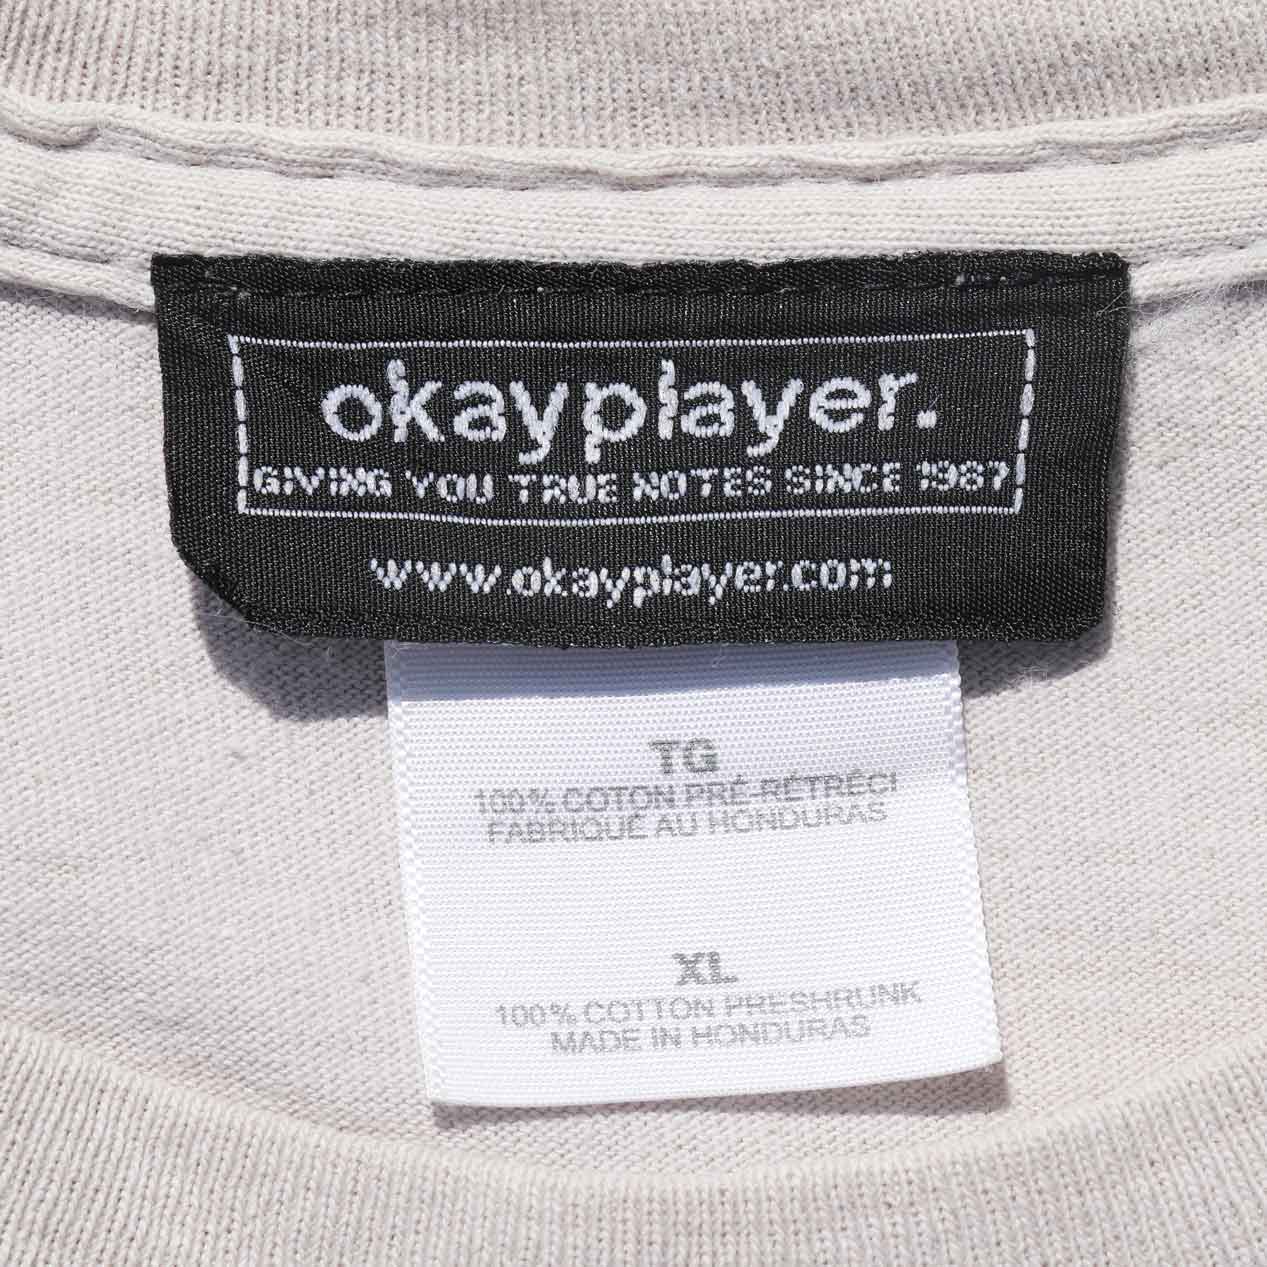 okayplayer.
GIVING YOU TRUE NOTES SINCE 1987
www.okayplayer.com
TG
100% COTON PRÉ-RÉTRÉCI
FABRIQUÉ AU HONDURAS
XL
100% COTTON PRESHRUNK
MADE IN HONDURAS